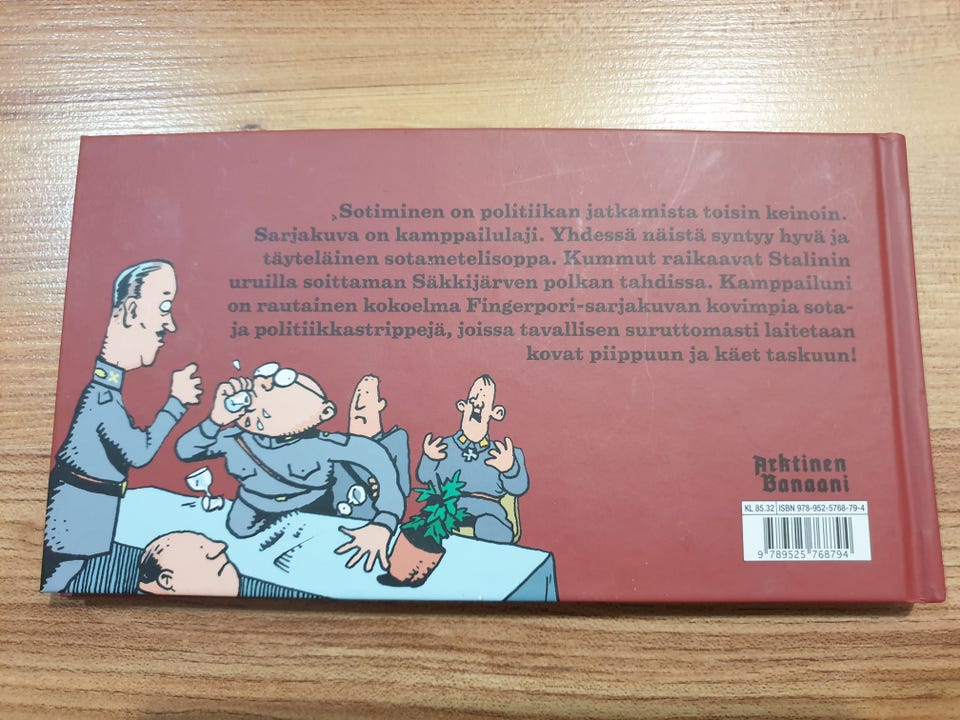 Sotiminen on politiikan jatkamista toisin keinoin.
Sarjakuva on kamppailulaji. Yhdessä näistä syntyy hyvä ja
täyteläinen sotametelisoppa. Kummut raikaavat Stalinin
uruilla soittaman Säkkijärven polkan tahdissa. Kamppailuni
on rautainen kokoelma Fingerpori-sarjakuvan kovimpia sota-
ja politiikkastrippejä, joissa tavallisen suruttomasti laitetaan
kovat piippuun ja käet taskuun!
Arktinen
Banaani
KL 85.32 ISBN 978-952-5768-79-4
9 789525 768794